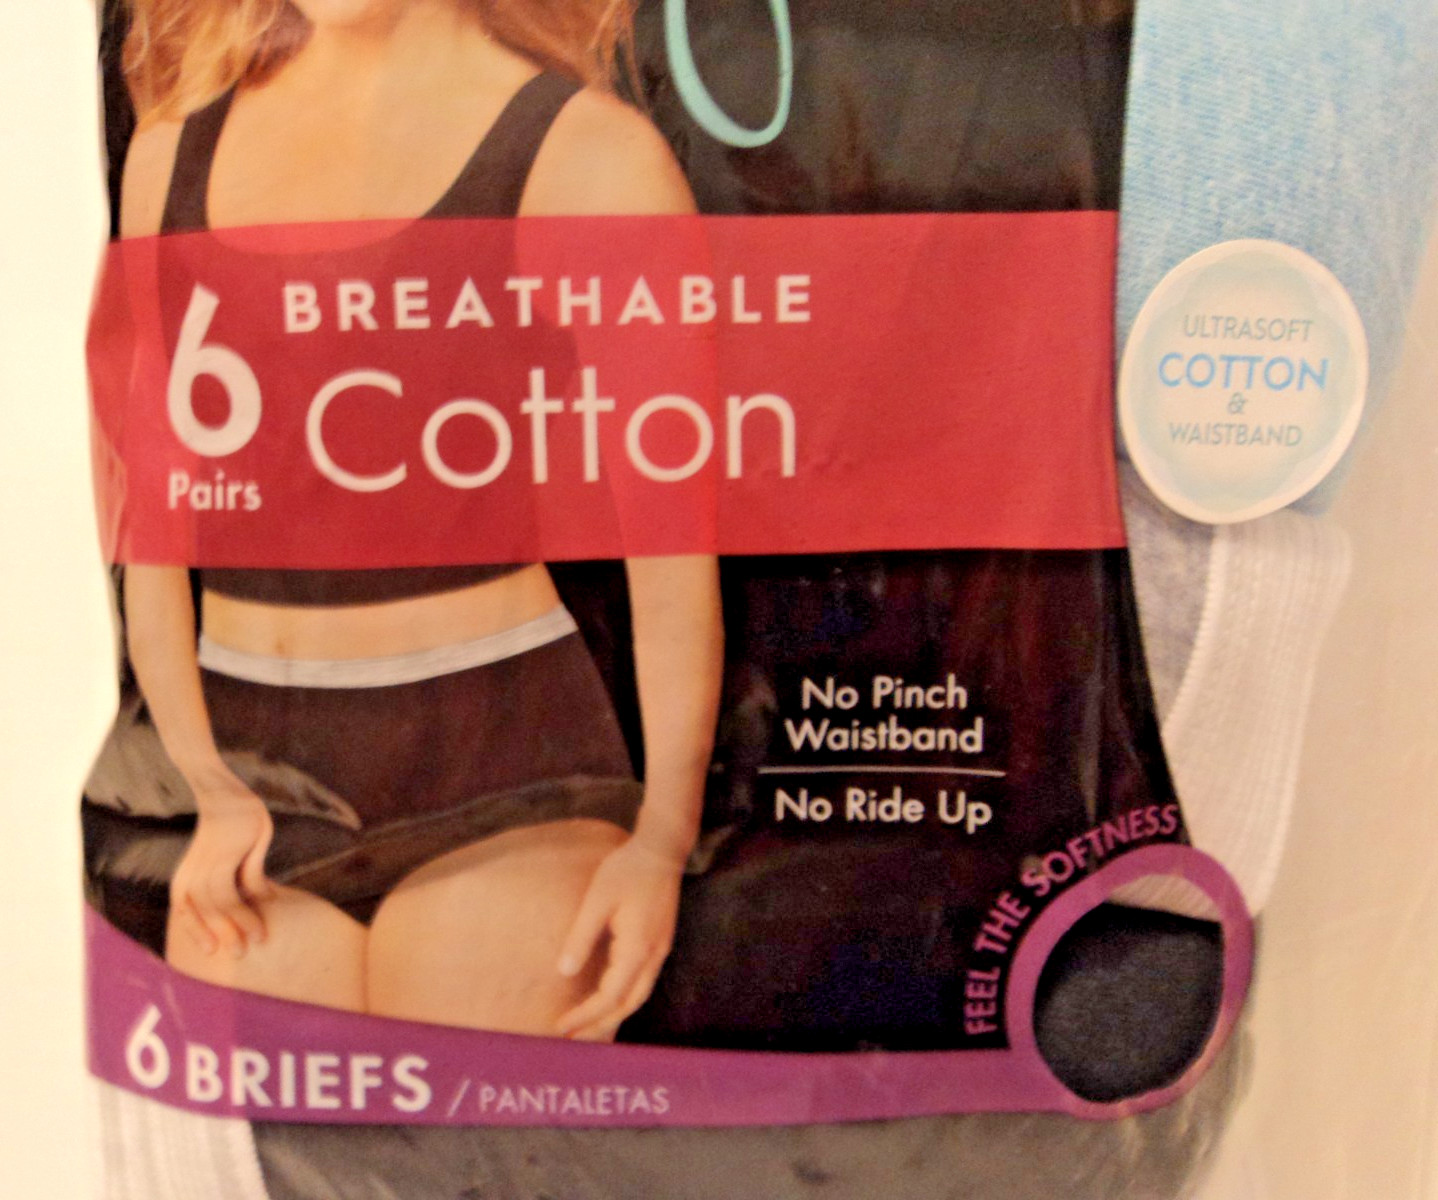 6
BREATHABLE
Cotton
Pairs
ULTRASOFT
COTTON
&
WAISTBAND
No Pinch
Waistband
No Ride Up
FEEL THE SOFTNESS
6 BRIEFS / PANTALETAS